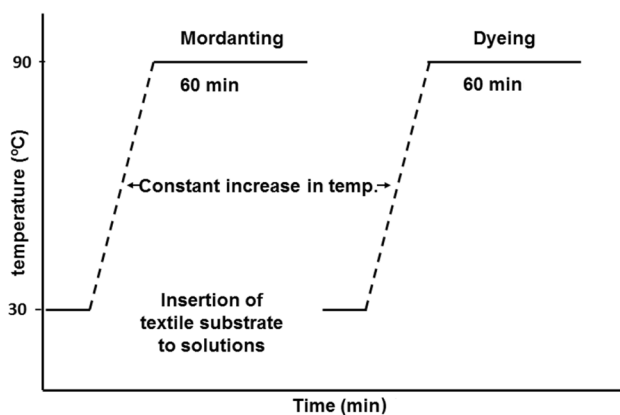 Mordanting
Dyeing
90
60 min
60 min
temperature (ºC)
Constant increase in temp.
30
Insertion of
textile substrate
to solutions
Time (min)